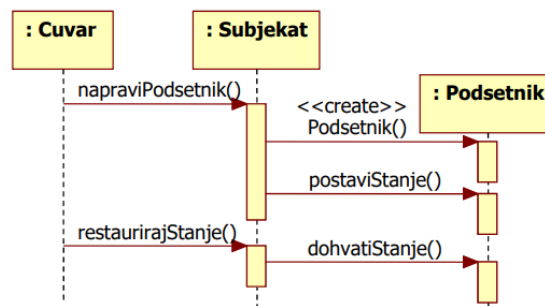 : Cuvar
: Subjekat
napraviPodsetnik()
<<create>>
Podsetnik()
: Podsetnik
postaviStanje()
restaurirajStanje()
dohvatiStanje()